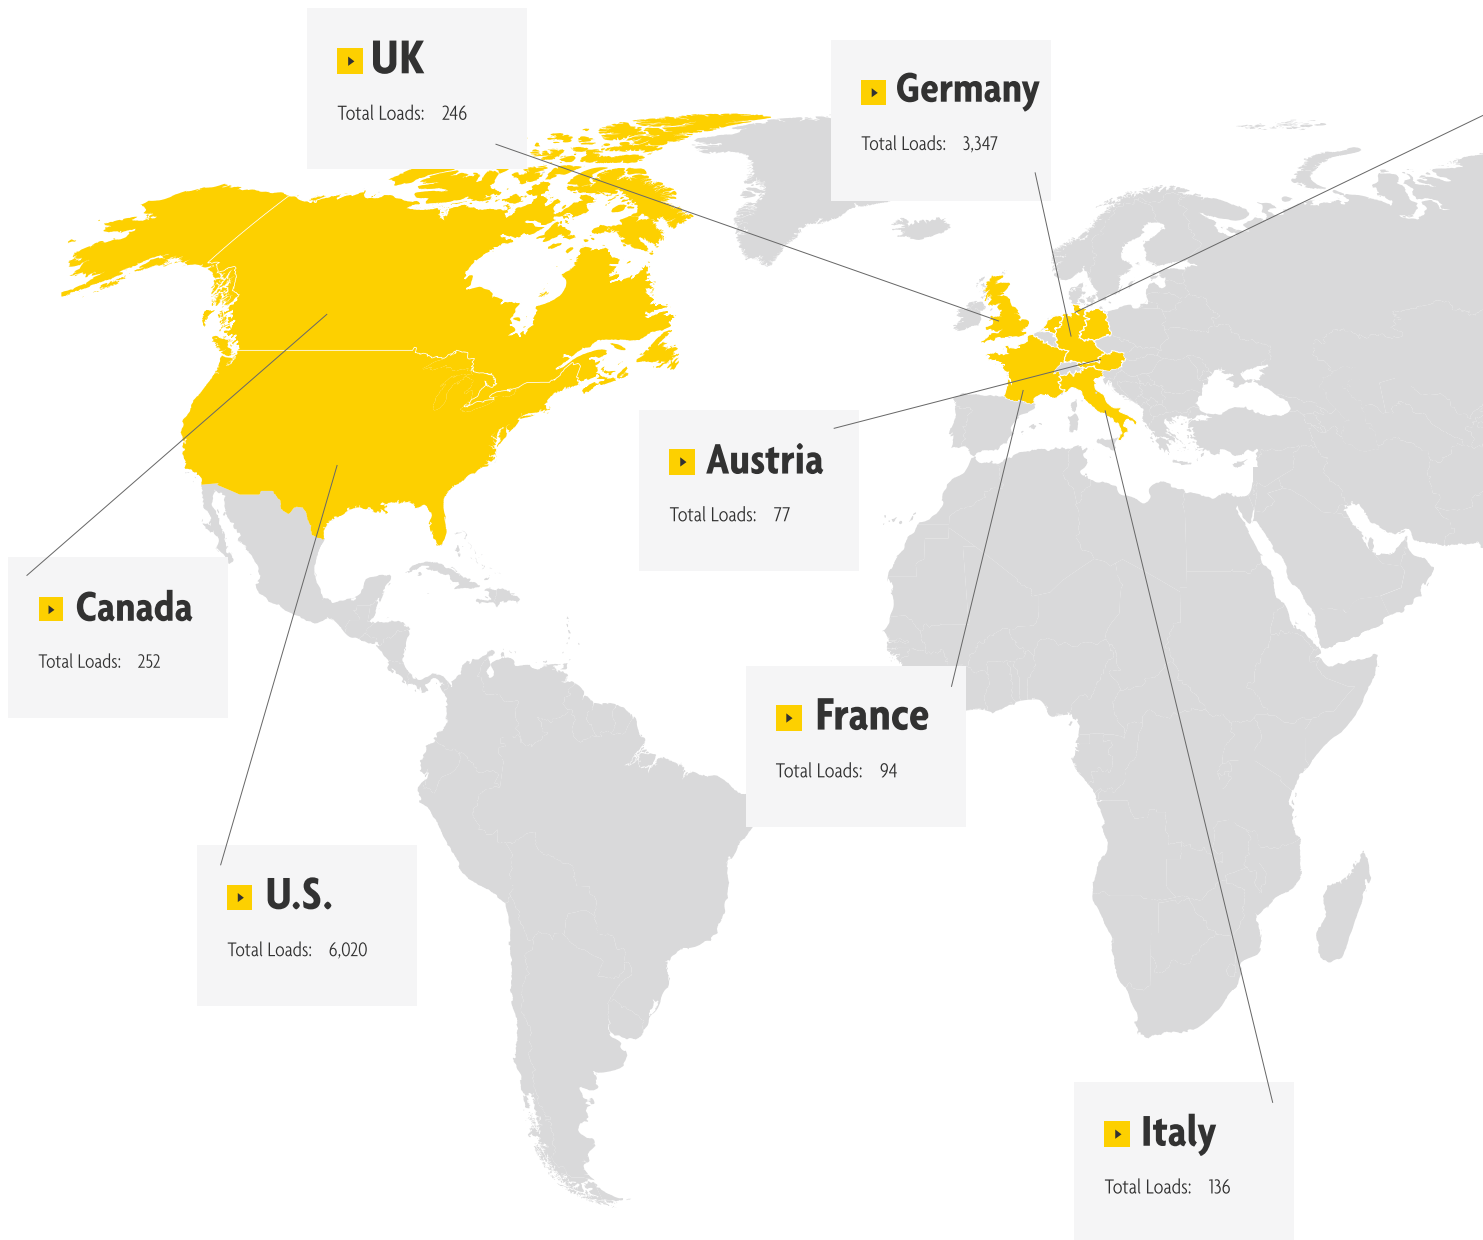 UK
Total Loads: 246
Germany
Total Loads: 3,347
Austria
Total Loads: 77
Canada
Total Loads: 252
France
Total Loads: 94
U.S.
Total Loads: 6,020
Italy
Total Loads: 136